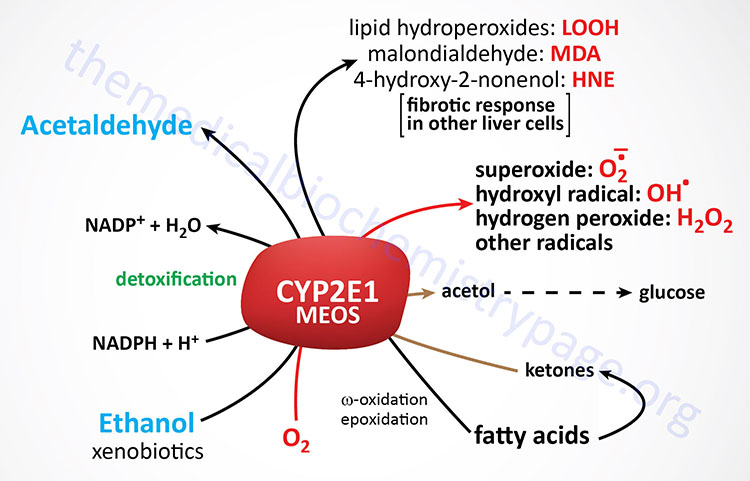 lipid hydroperoxides: LOOH
malondialdehyde: MDA
4-hydroxy-2-nonenol: HNE
[fibrotic response
in other liver cells]
Acetaldehyde
superoxide: O₂•̅
hydroxyl radical: OH•
hydrogen peroxide: H₂O₂
other radicals
NADP⁺ + H₂O
detoxification
CYP2E1
MEOS
acetol
glucose
NADPH + H⁺
ketones
ω-oxidation
epoxidation
Ethanol
xenobiotics
O₂
fatty acids
themedicalbiochemistrypage.org